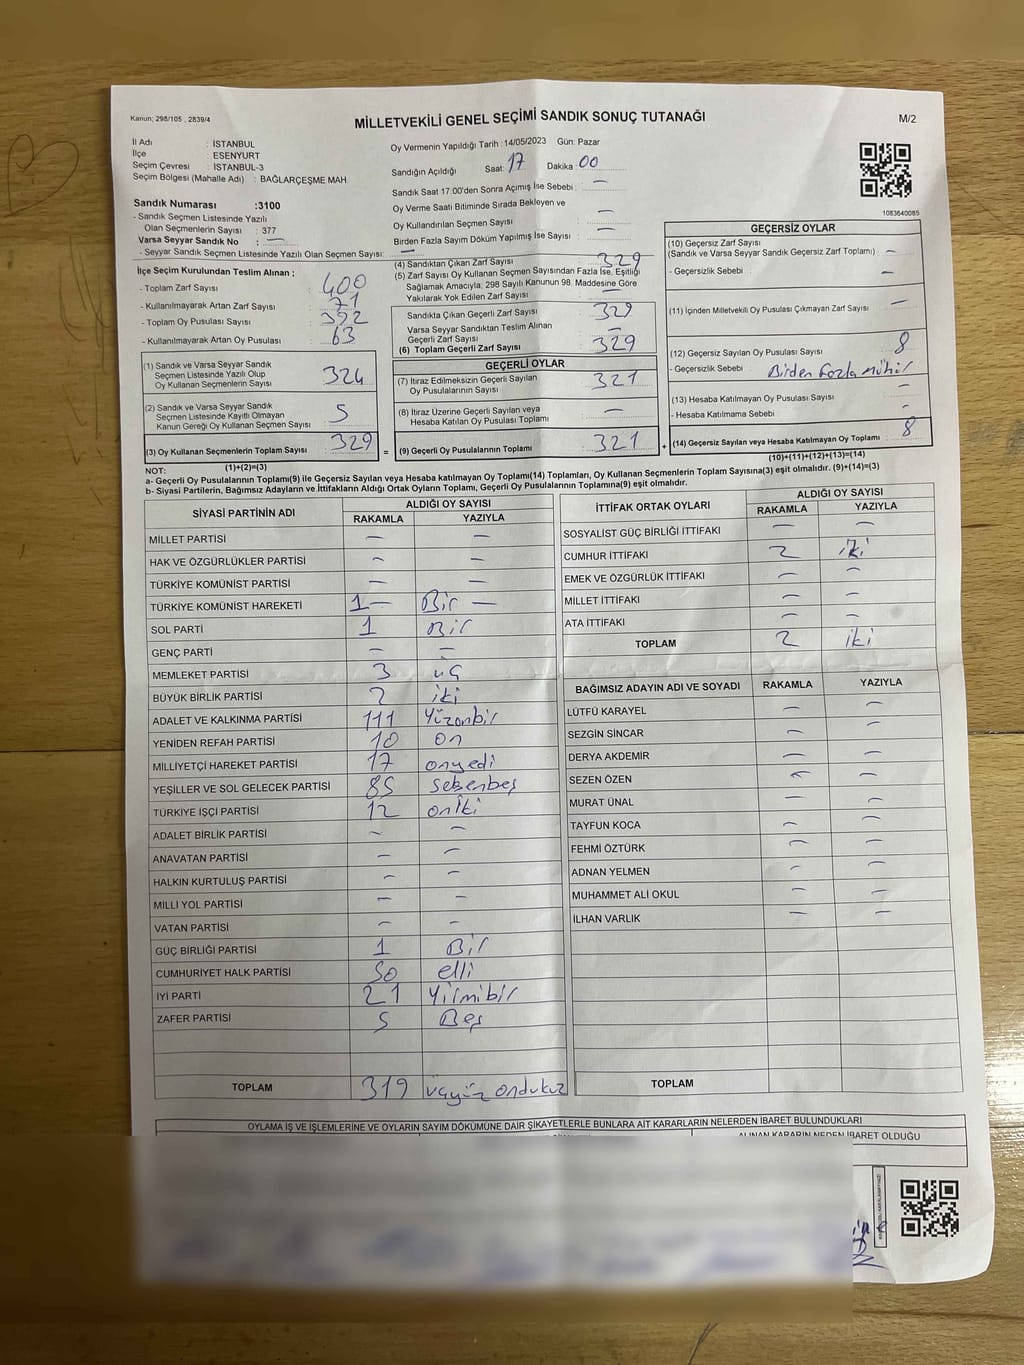 Kanun; 298/105 , 2839/4
MİLLETVEKİLİ GENEL SEÇİMİ SANDIK SONUÇ TUTANAĞI
M/2
İl Adı : İSTANBUL
İlçe : ESENYURT
Seçim Çevresi : İSTANBUL-3
Seçim Bölgesi (Mahalle Adı) : BAĞLARÇEŞME MAH.
Oy Vermenin Yapıldığı Tarih : 14/05/2023 Gün: Pazar
Sandığın Açıldığı Saat: 17 Dakika 00
Sandık Saat 17:00'den Sonra Açımış İse Sebebi : —
Oy Verme Saati Bitiminde Sırada Bekleyen ve
Oy Kullandırılan Seçmen Sayısı : —
Birden Fazla Sayım Döküm Yapılmış İse Sayısı : —
1083640085
Sandık Numarası :3100
- Sandık Seçmen Listesinde Yazılı
Olan Seçmenlerin Sayısı : 377
Varsa Seyyar Sandık No : —
- Seyyar Sandık Seçmen Listesinde Yazılı Olan Seçmen Sayısı: —
İlçe Seçim Kurulundan Teslim Alınan ;
- Toplam Zarf Sayısı : 400
- Kullanılmayarak Artan Zarf Sayısı : 71
- Toplam Oy Pusulası Sayısı : 392
- Kullanılmayarak Artan Oy Pusulası : 63
(1) Sandık ve Varsa Seyyar Sandık
Seçmen Listesinde Yazılı Olup
Oy Kullanan Seçmenlerin Sayısı : 324
(2) Sandık ve Varsa Seyyar Sandık
Seçmen Listesinde Kayıtlı Olmayan
Kanun Gereği Oy Kullanan Seçmen Sayısı : 5
(3) Oy Kullanan Seçmenlerin Toplam Sayısı : 329
(1)+(2)=(3)
(4) Sandıktan Çıkan Zarf Sayısı : 329
(5) Zarf Sayısı Oy Kullanan Seçmen Sayısından Fazla İse, Eşitliği
Sağlamak Amacıyla; 298 Sayılı Kanunun 98. Maddesine Göre
Yakılarak Yok Edilen Zarf Sayısı : —
Sandıkta Çıkan Geçerli Zarf Sayısı : 329
Varsa Seyyar Sandıktan Teslim Alınan
Geçerli Zarf Sayısı : —
(6) Toplam Geçerli Zarf Sayısı : 329
GEÇERLİ OYLAR
(7) İtiraz Edilmeksizin Geçerli Sayılan
Oy Pusulalarının Sayısı : 321
(8) İtiraz Üzerine Geçerli Sayılan veya
Hesaba Katılan Oy Pusulası Toplamı : —
= (9) Geçerli Oy Pusulalarının Toplamı : 321
GEÇERSİZ OYLAR
(10) Geçersiz Zarf Sayısı
(Sandık ve Varsa Seyyar Sandık Geçersiz Zarf Toplamı) : —
- Geçersizlik Sebebi : —
(11) İçinden Milletvekili Oy Pusulası Çıkmayan Zarf Sayısı : —
(12) Geçersiz Sayılan Oy Pusulası Sayısı : 8
- Geçersizlik Sebebi : Birden fazla Mühür
(13) Hesaba Katılmayan Oy Pusulası Sayısı : —
- Hesaba Katılmama Sebebi : —
+ (14) Geçersiz Sayılan veya Hesaba Katılmayan Oy Toplamı : 8
(10)+(11)+(12)+(13)=(14)
NOT:
a- Geçerli Oy Pusulalarının Toplamı(9) ile Geçersiz Sayılan veya Hesaba katılmayan Oy Toplamı(14) Toplamları, Oy Kullanan Seçmenlerin Toplam Sayısına(3) eşit olmalıdır. (9)+(14)=(3)
b- Siyasi Partilerin, Bağımsız Adayların ve İttifakların Aldığı Ortak Oyların Toplamı, Geçerli Oy Pusulalarının Toplamına(9) eşit olmalıdır.
SİYASİ PARTİNİN ADI ALDIĞI OY SAYISI
RAKAMLA YAZIYLA
MİLLET PARTİSİ — —
HAK VE ÖZGÜRLÜKLER PARTİSİ — —
TÜRKİYE KOMÜNİST PARTİSİ — —
TÜRKİYE KOMÜNİST HAREKETİ 1 — Bir —
SOL PARTİ 1 Bir
GENÇ PARTİ — —
MEMLEKET PARTİSİ 3 üç
BÜYÜK BİRLİK PARTİSİ 2 iki
ADALET VE KALKINMA PARTİSİ 111 Yüzonbir
YENİDEN REFAH PARTİSİ 10 on
MİLLİYETÇİ HAREKET PARTİSİ 17 onyedi
YEŞİLLER VE SOL GELECEK PARTİSİ 85 seksenbeş
TÜRKİYE İŞÇİ PARTİSİ 12 oniki
ADALET BİRLİK PARTİSİ — —
ANAVATAN PARTİSİ — —
HALKIN KURTULUŞ PARTİSİ — —
MİLLİ YOL PARTİSİ — —
VATAN PARTİSİ — —
GÜÇ BİRLİĞİ PARTİSİ 1 Bir
CUMHURİYET HALK PARTİSİ 50 elli
İYİ PARTİ 21 Yirmibir
ZAFER PARTİSİ 5 Beş
TOPLAM 319 üçyüz ondokuz
İTTİFAK ORTAK OYLARI ALDIĞI OY SAYISI
RAKAMLA YAZIYLA
SOSYALİST GÜÇ BİRLİĞİ İTTİFAKI — —
CUMHUR İTTİFAKI 2 iki
EMEK VE ÖZGÜRLÜK İTTİFAKI — —
MİLLET İTTİFAKI — —
ATA İTTİFAKI — —
TOPLAM 2 iki
BAĞIMSIZ ADAYIN ADI VE SOYADI RAKAMLA YAZIYLA
LÜTFÜ KARAYEL — —
SEZGİN SİNCAR — —
DERYA AKDEMİR — —
SEZEN ÖZEN — —
MURAT ÜNAL — —
TAYFUN KOCA — —
FEHMİ ÖZTÜRK — —
ADNAN YELMEN — —
MUHAMMET ALİ OKUL — —
İLHAN VARLIK — —
TOPLAM
OYLAMA İŞ VE İŞLEMLERİNE VE OYLARIN SAYIM DÖKÜMÜNE DAİR ŞİKAYETLERLE BUNLARA AİT KARARLARIN NELERDEN İBARET BULUNDUKLARI
ALINAN KARARIN NEDEN İBARET OLDUĞU